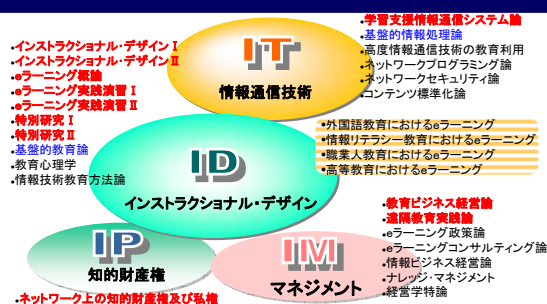 ・インストラクショナル・デザインⅠ
・インストラクショナル・デザインⅡ
・eラーニング概論
・eラーニング実践演習Ⅰ
・eラーニング実践演習Ⅱ
・特別研究Ⅰ
・特別研究Ⅱ
・基盤的教育論
・教育心理学
・情報技術教育方法論
IT
情報通信技術
・学習支援情報通信システム論
・基盤的情報処理論
・高度情報通信技術の教育利用
・ネットワークプログラミング論
・ネットワークセキュリティ論
・コンテンツ標準化論
・外国語教育におけるeラーニング
・情報リテラシー教育におけるeラーニング
・職業人教育におけるeラーニング
・高等教育におけるeラーニング
ID
インストラクショナル・デザイン
IP
知的財産権
・ネットワーク上の知的財産権及び私権
IM
マネジメント
・教育ビジネス経営論
・遠隔教育実践論
・eラーニング政策論
・eラーニングコンサルティング論
・情報ビジネス経営論
・ナレッジ・マネジメント
・経営学特論